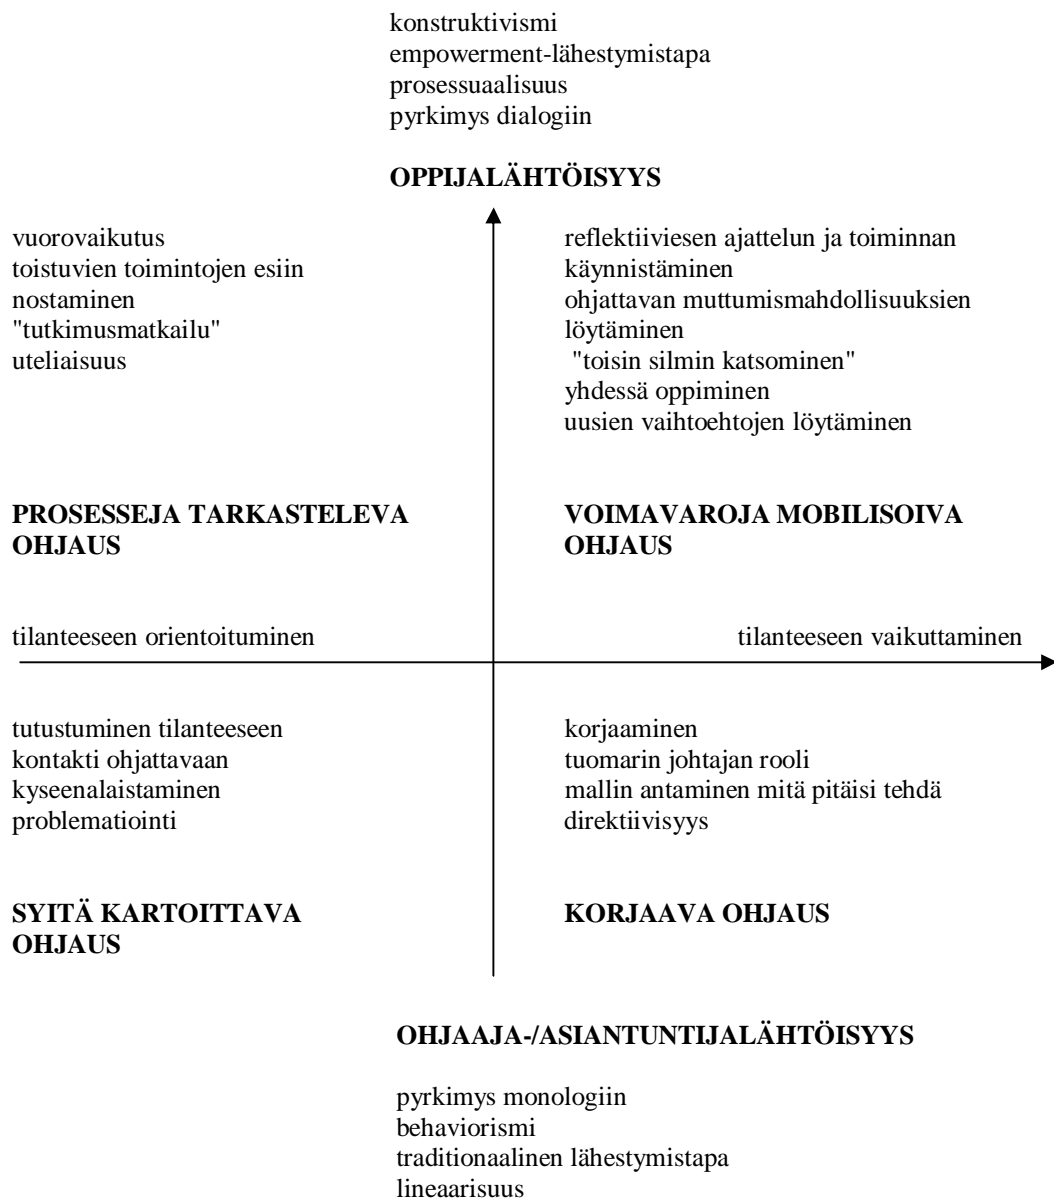 konstruktivismi
empowerment-lähestymistapa
prosessuaalisuus
pyrkimys dialogiin
OPPIJALÄHTÖISYYS
vuorovaikutus
toistuvien toimintojen esiin
nostaminen
"tutkimusmatkailu"
uteliaisuus
reflektiiviesen ajattelun ja toiminnan
käynnistäminen
ohjattavan muttumismahdollisuuksien
löytäminen
"toisin silmin katsominen"
yhdessä oppiminen
uusien vaihtoehtojen löytäminen
PROSESSEJA TARKASTELEVA
OHJAUS
VOIMAVAROJA MOBILISOIVA
OHJAUS
tilanteeseen orientoituminen
tilanteeseen vaikuttaminen
tutustuminen tilanteeseen
kontakti ohjattavaan
kyseenalaistaminen
problematiointi
korjaaminen
tuomarin johtajan rooli
mallin antaminen mitä pitäisi tehdä
direktiivisyys
SYITÄ KARTOITTAVA
OHJAUS
KORJAAVA OHJAUS
OHJAAJA-/ASIANTUNTIJALÄHTÖISYYS
pyrkimys monologiin
behaviorismi
traditionaalinen lähestymistapa
lineaarisuus